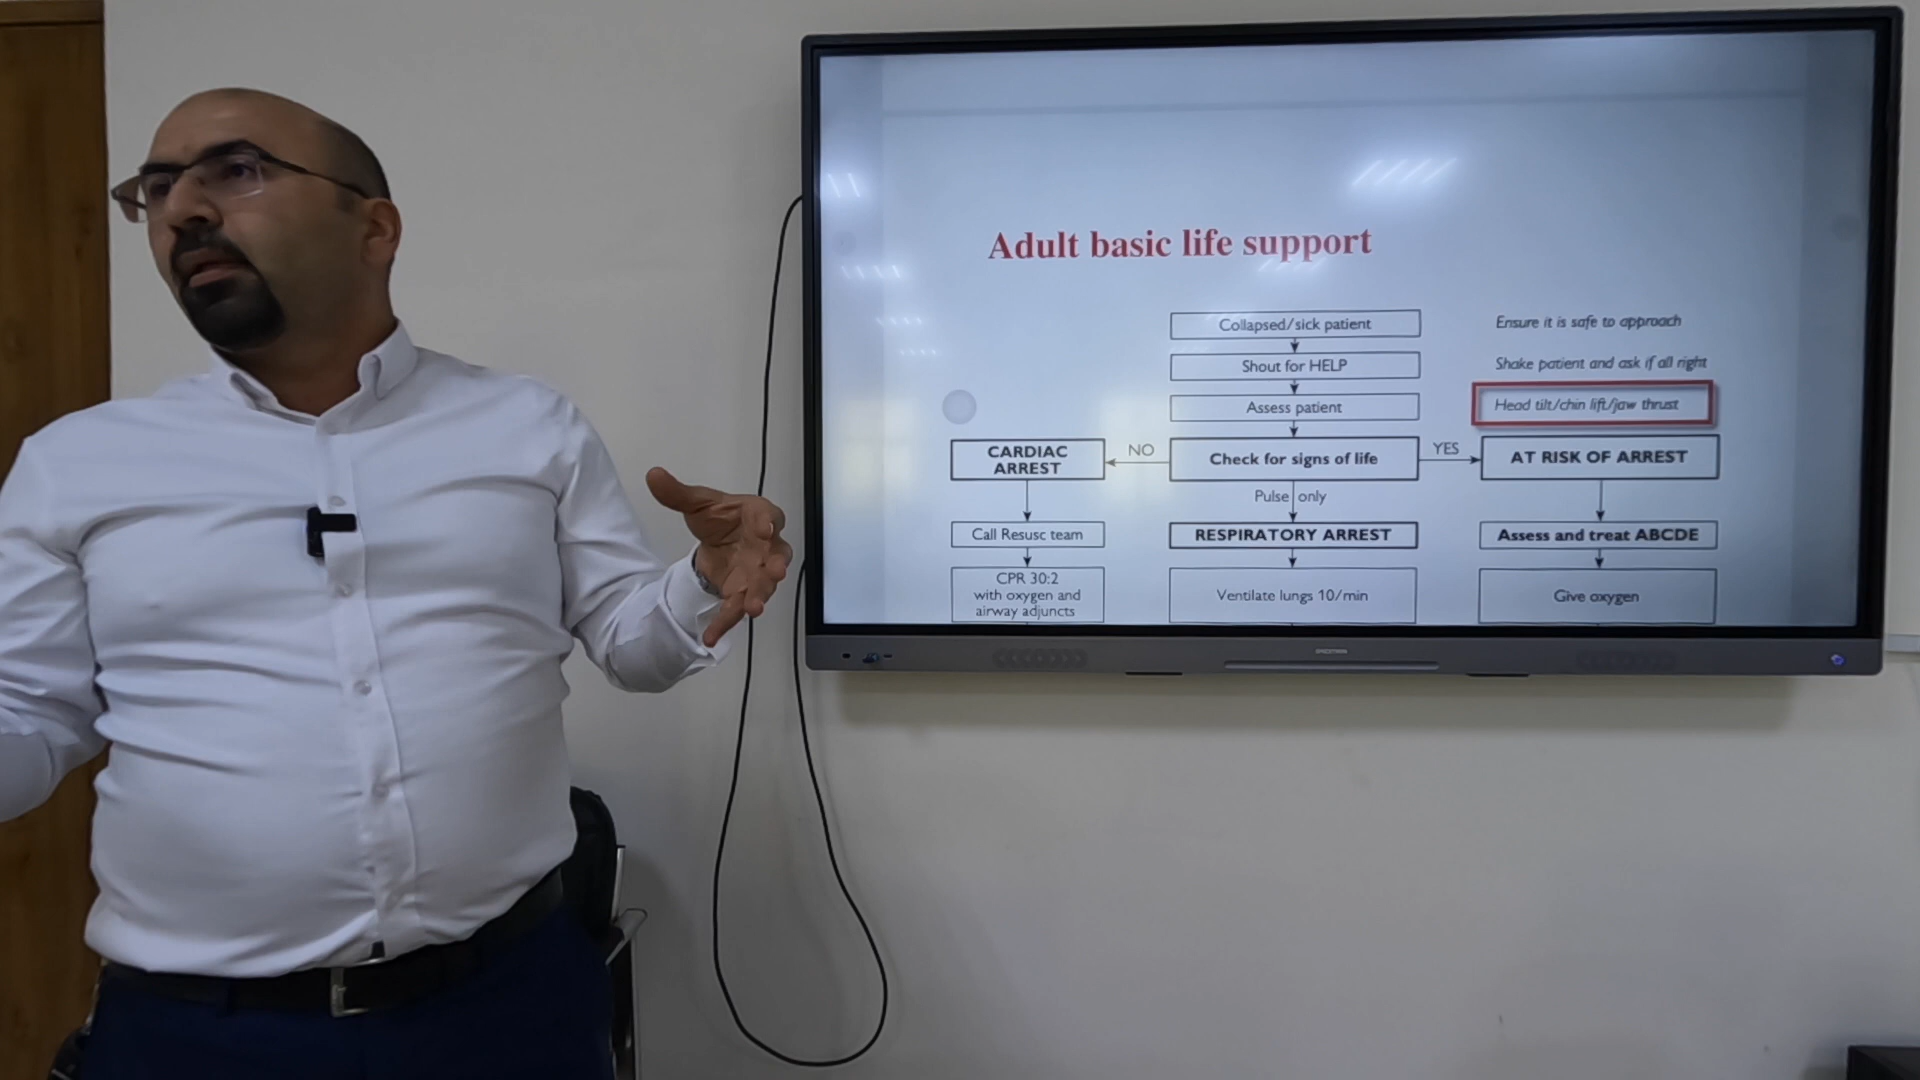 Adult basic life support
Collapsed/sick patient
Ensure it is safe to approach
Shout for HELP
Shake patient and ask if all right
Assess patient
Head tilt/chin lift/jaw thrust
CARDIAC
ARREST
NO
Check for signs of life
YES
AT RISK OF ARREST
Pulse only
Call Resusc team
RESPIRATORY ARREST
Assess and treat ABCDE
CPR 30:2
with oxygen and
airway adjuncts
Ventilate lungs 10/min
Give oxygen